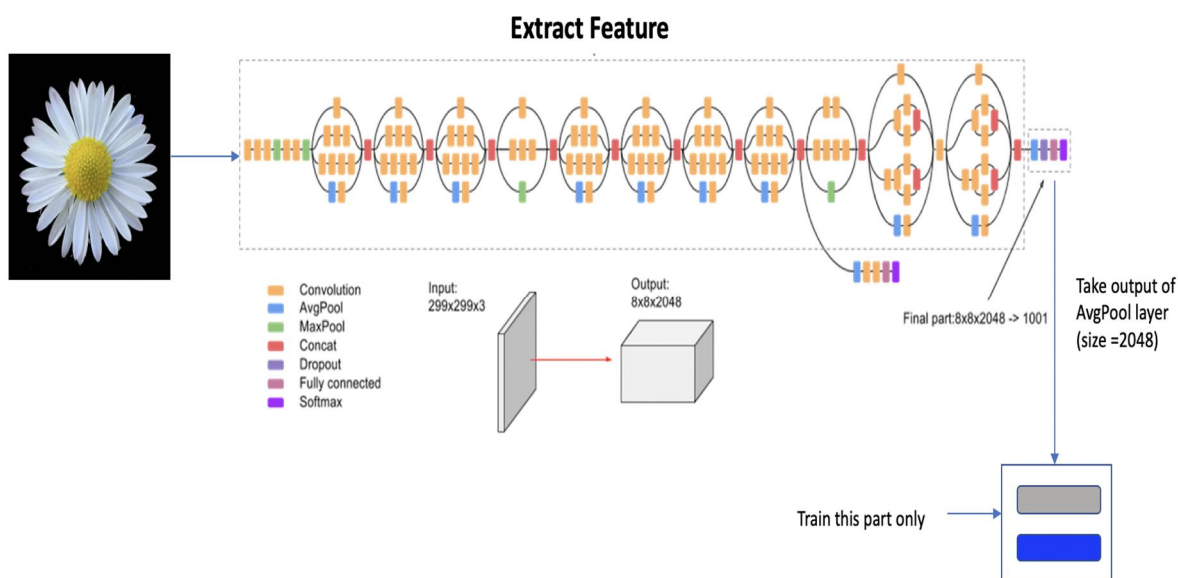 Extract Feature
Convolution
AvgPool
MaxPool
Concat
Dropout
Fully connected
Softmax
Input:
299x299x3
Output:
8x8x2048
Final part:8x8x2048 -> 1001
Take output of
AvgPool layer
(size =2048)
Train this part only